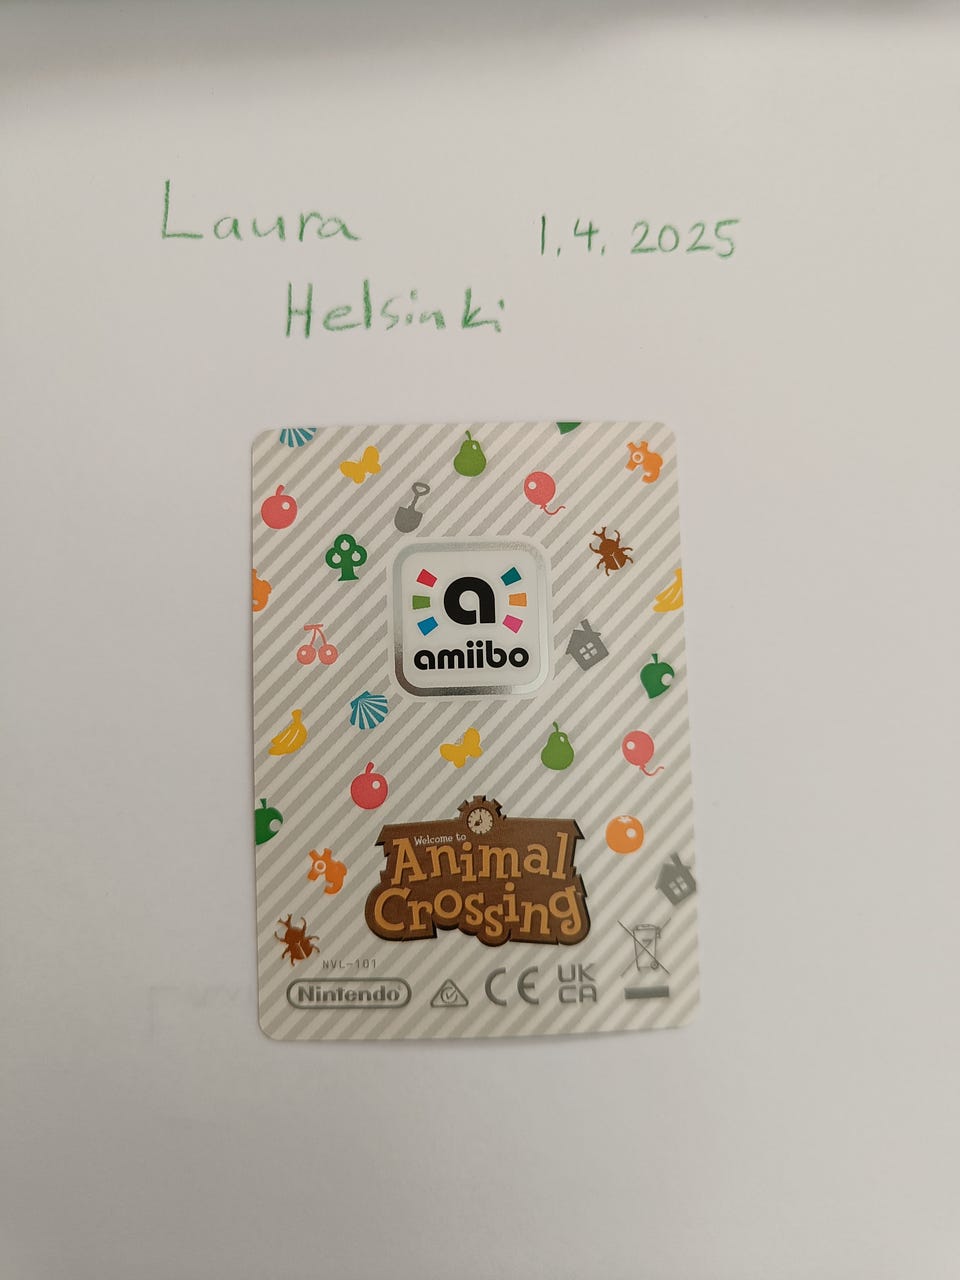 Laura 1.4. 2025
Helsinki
a
amiibo
Welcome to
Animal
Crossing
NVL-101
Nintendo CE UK
CA